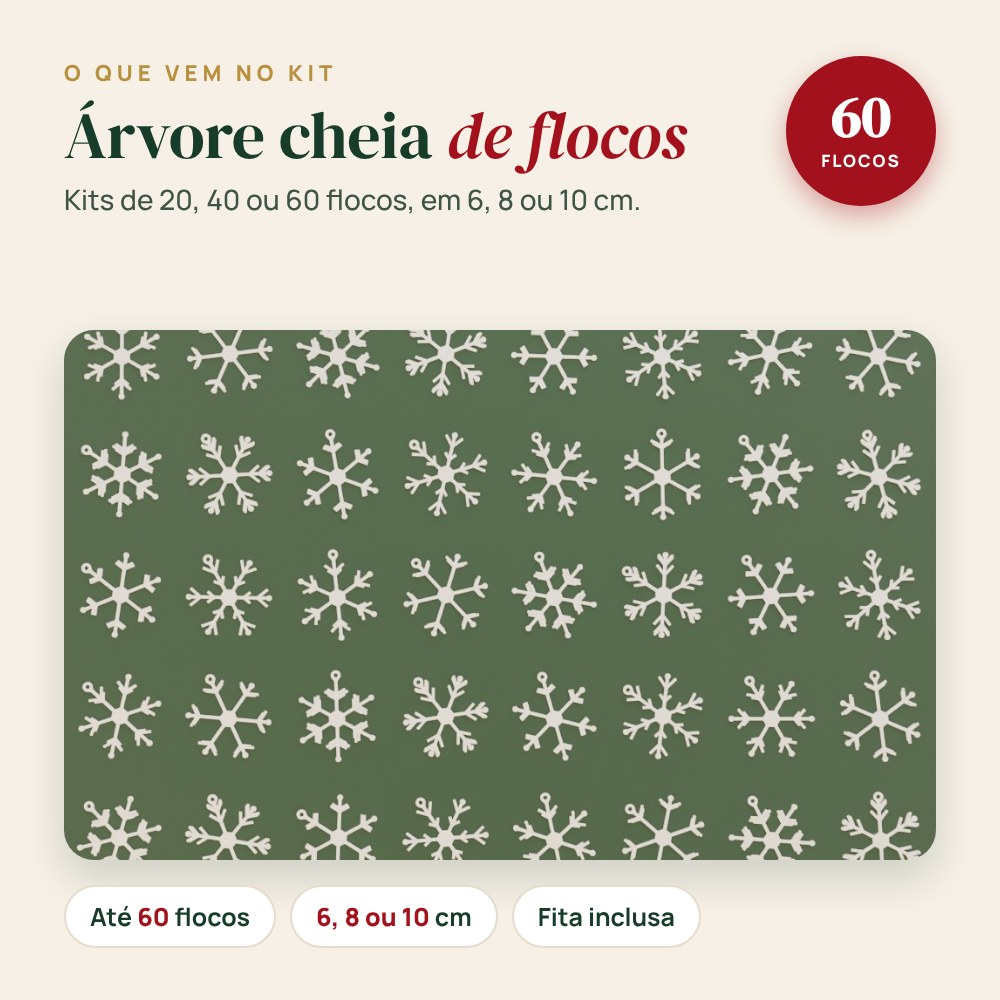 O QUE VEM NO KIT
Árvore cheia de flocos
Kits de 20, 40 ou 60 flocos, em 6, 8 ou 10 cm.
60
FLOCOS
Até 60 flocos
6, 8 ou 10 cm
Fita inclusa